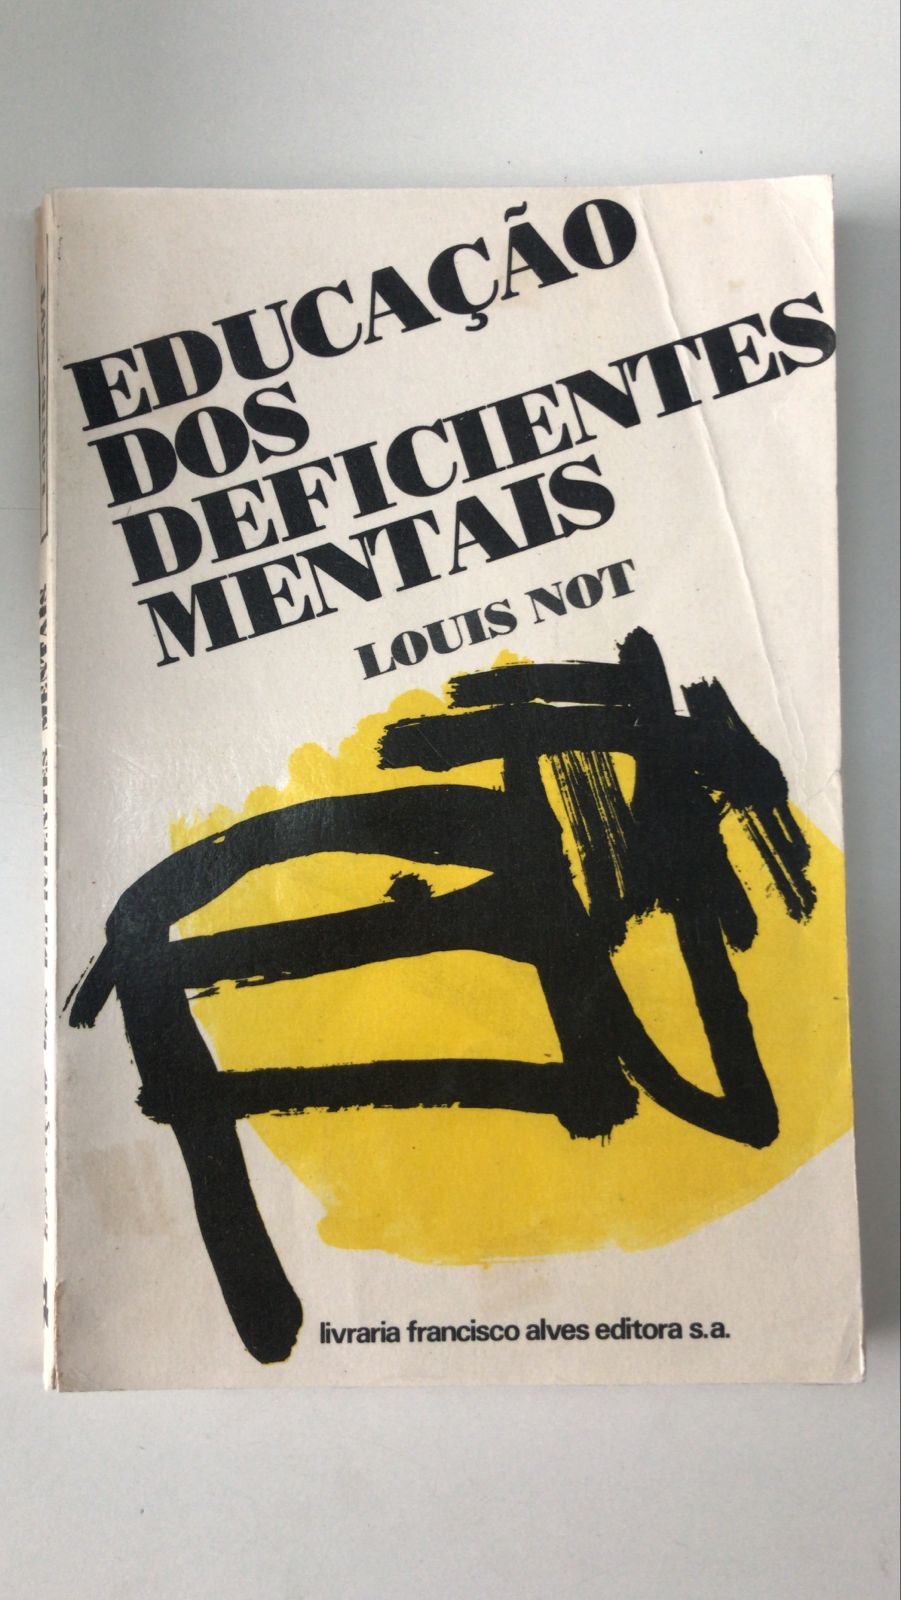 EDUCAÇÃO
DOS
DEFICIENTES
MENTAIS
LOUIS NOT
livraria francisco alves editora s.a.